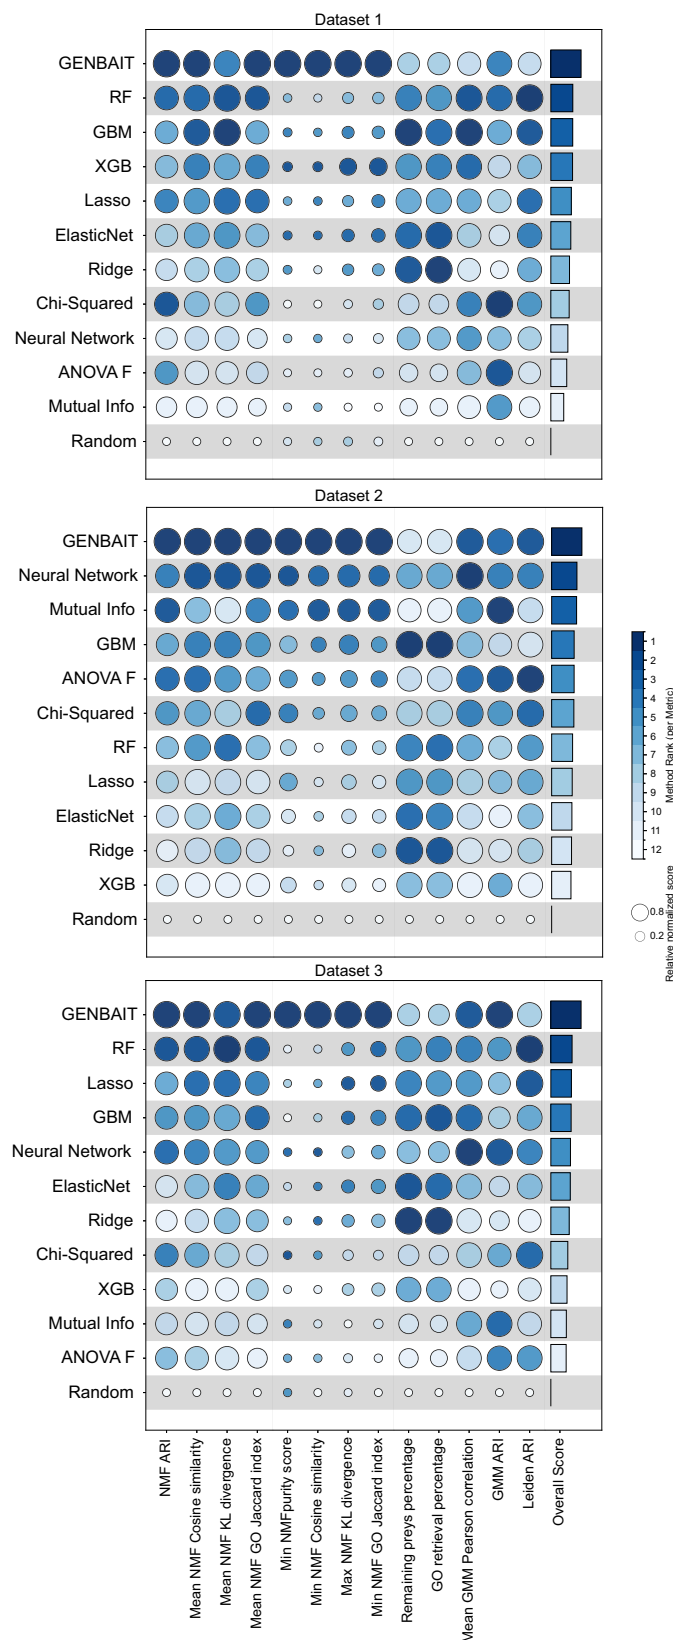 Dataset 1
GENBAIT
RF
GBM
XGB
Lasso
ElasticNet
Ridge
Chi-Squared
Neural Network
ANOVA F
Mutual Info
Random
Dataset 2
GENBAIT
Neural Network
Mutual Info
GBM
ANOVA F
Chi-Squared
RF
Lasso
ElasticNet
Ridge
XGB
Random
1
2
3
4
5
6
7
8
9
10
11
12
Method Rank (per Metric)
0.8
0.2
Relative normalized score
Dataset 3
GENBAIT
RF
Lasso
GBM
Neural Network
ElasticNet
Ridge
Chi-Squared
XGB
Mutual Info
ANOVA F
Random
NMF ARI
Mean NMF Cosine similarity
Mean NMF KL divergence
Mean NMF GO Jaccard index
Min NMFpurity score
Min NMF Cosine similarity
Max NMF KL divergence
Min NMF GO Jaccard index
Remaining preys percentage
GO retrieval percentage
Mean GMM Pearson correlation
GMM ARI
Leiden ARI
Overall Score